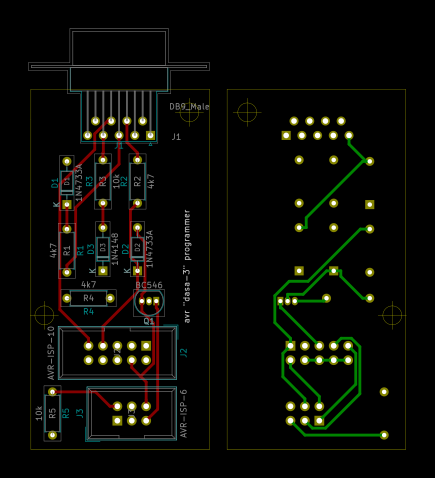 DB9_Male
J1
J1
D1
D1
1N4733A
K
R3
R3
10k
R2
R2
4k7
4k7
R1
R1
D3
D3
1N4148
K
D2
D2
1N4733A
K
avr "dasa-3" programmer
4k7
R4
R4
BC546
Q1
AVR-ISP-10
J2
10k
R5
R5
J3
J3
AVR-ISP-6